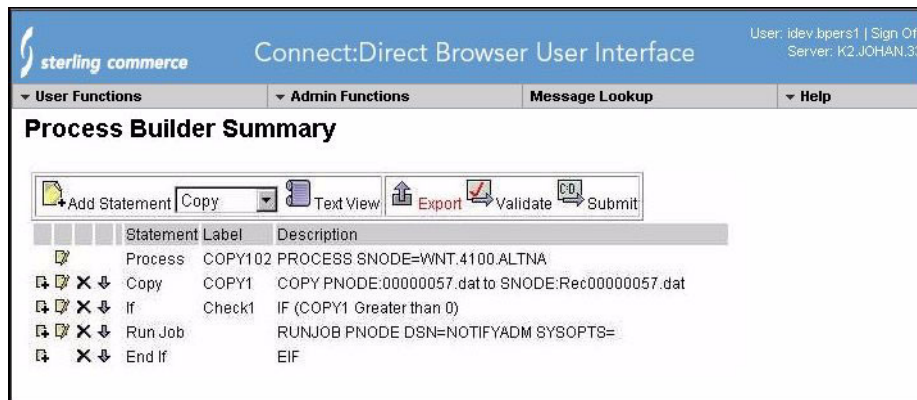 User: idev.bpers1 | Sign Of
sterling commerce
Connect:Direct Browser User Interface
Server: K2.JOHAN.33
User Functions Admin Functions Message Lookup Help
Process Builder Summary
Add Statement Copy Text View Export Validate C:D, Submit
Statement Label Description
Process COPY102 PROCESS SNODE=WNT.4100.ALTNA
Copy COPY1 COPY PNODE:00000057.dat to SNODE:Rec00000057.dat
If Check1 IF (COPY1 Greater than 0)
Run Job RUNJOB PNODE DSN=NOTIFYADM SYSOPTS=
End If EIF